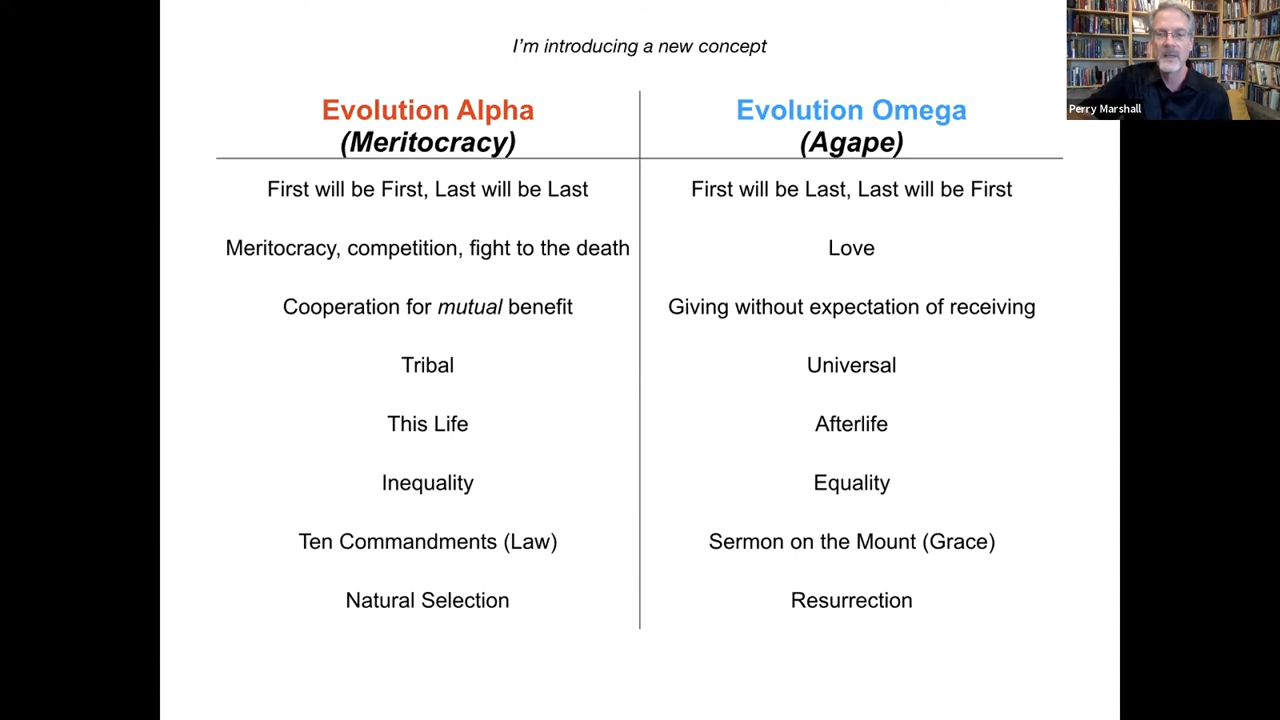 I'm introducing a new concept
Perry Marshall
Evolution Alpha
(Meritocracy)
Evolution Omega
(Agape)
First will be First, Last will be Last
First will be Last, Last will be First
Meritocracy, competition, fight to the death
Love
Cooperation for mutual benefit
Giving without expectation of receiving
Tribal
Universal
This Life
Afterlife
Inequality
Equality
Ten Commandments (Law)
Sermon on the Mount (Grace)
Natural Selection
Resurrection